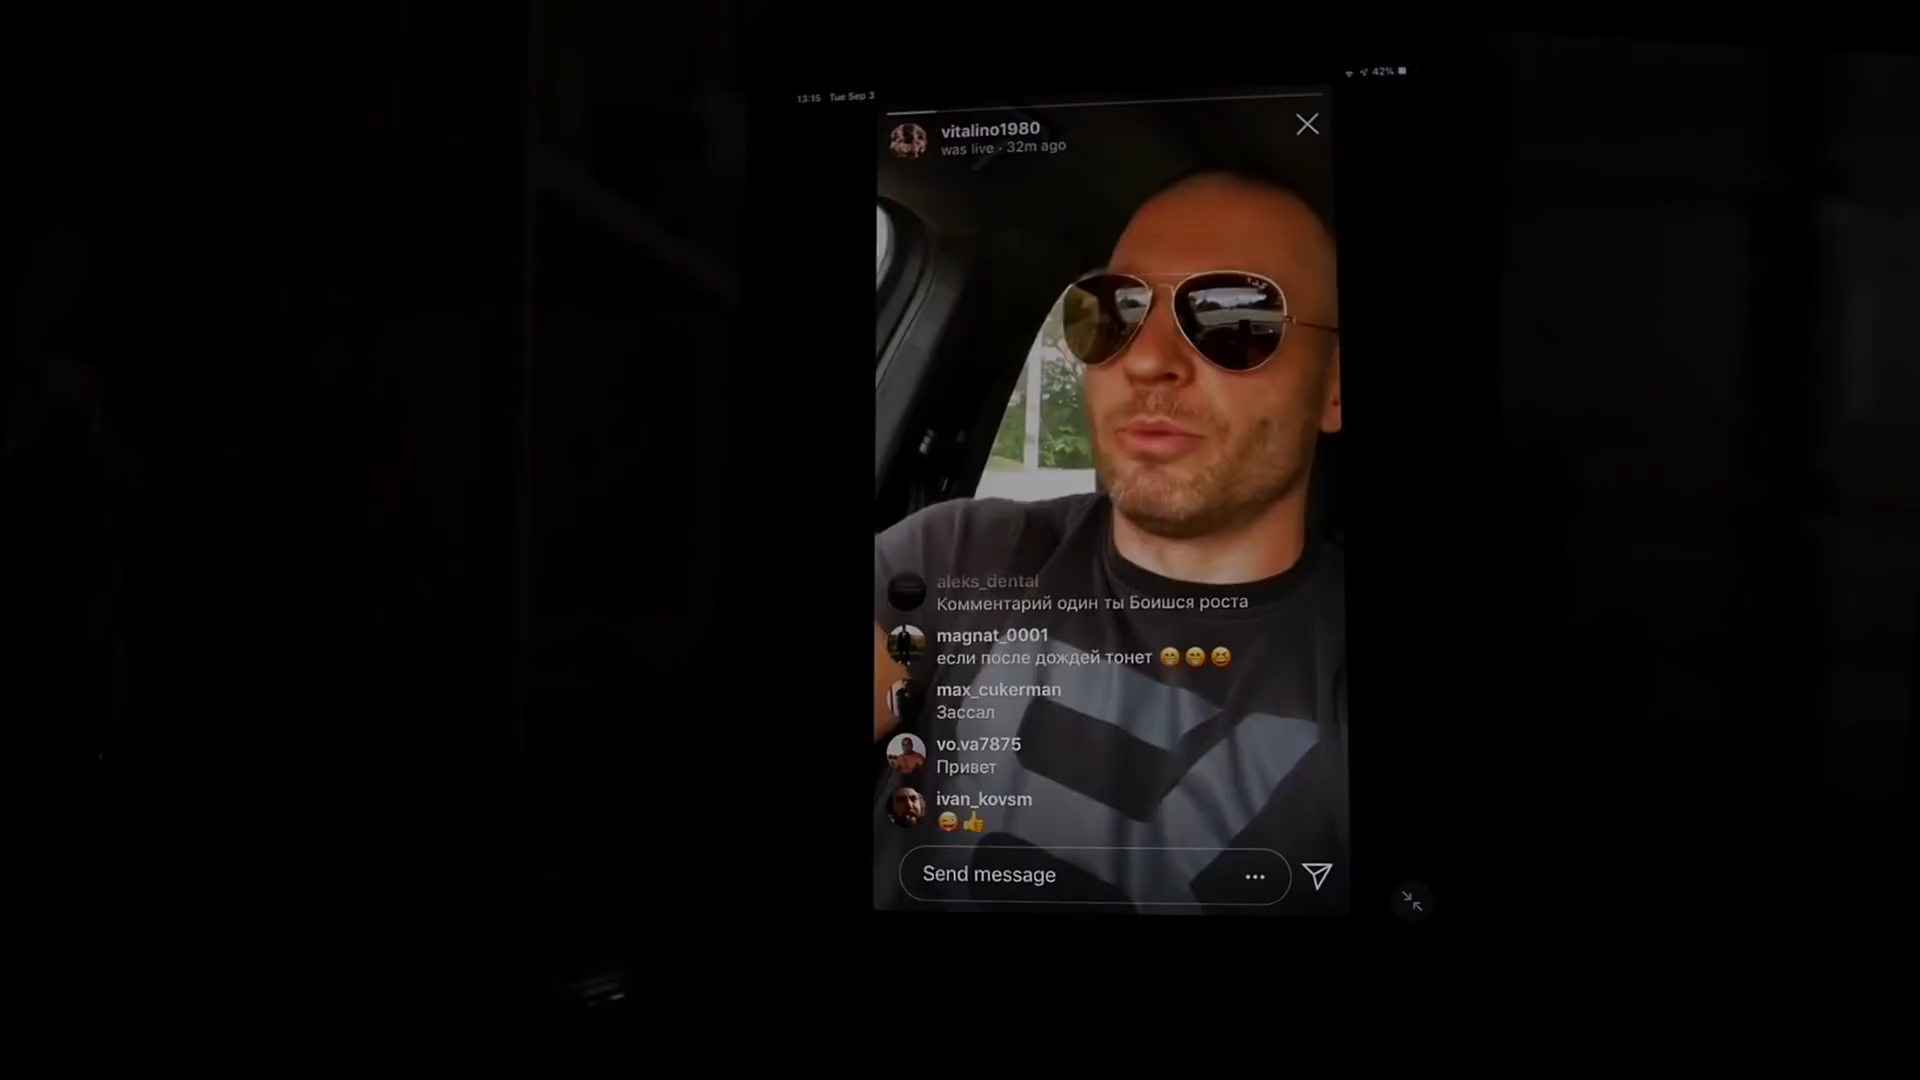 13:15 Tue Sep 3
42%
vitalino1980
was live · 32m ago
aleks_dental
Комментарий один ты Боишся роста
magnat_0001
если после дождей тонет 😁😁😆
max_cukerman
Зассал
vo.va7875
Привет
ivan_kovsm
😜👍
Send message